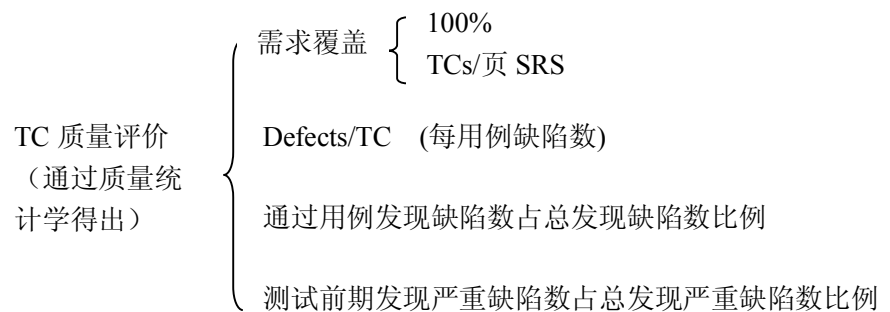 需求覆盖
100%
TCs/页 SRS
TC 质量评价
（通过质量统
计学得出）
Defects/TC (每用例缺陷数)
通过用例发现缺陷数占总发现缺陷数比例
测试前期发现严重缺陷数占总发现严重缺陷数比例